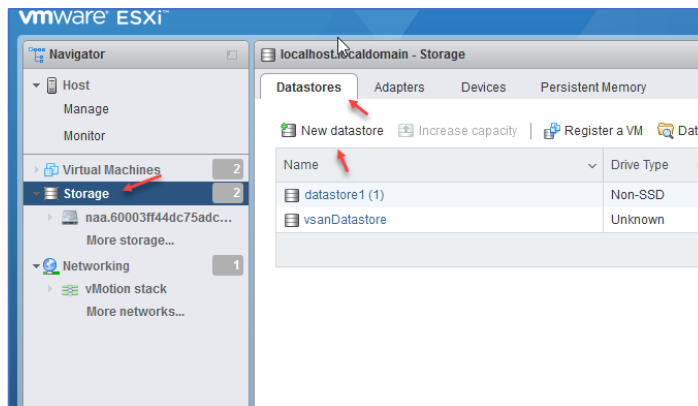 vmware ESXi™
Navigator
Host
Manage
Monitor
Virtual Machines 2
Storage 2
naa.60003ff44dc75adc...
More storage...
Networking 1
vMotion stack
More networks...
localhost.localdomain - Storage
Datastores Adapters Devices Persistent Memory
New datastore Increase capacity Register a VM Dat
Name Drive Type
datastore1 (1) Non-SSD
vsanDatastore Unknown